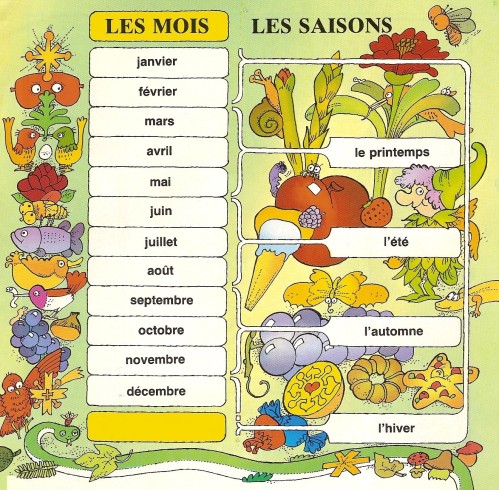 LES MOIS
janvier
février
mars
avril
mai
juin
juillet
août
septembre
octobre
novembre
décembre
LES SAISONS
le printemps
l'été
l'automne
l'hiver